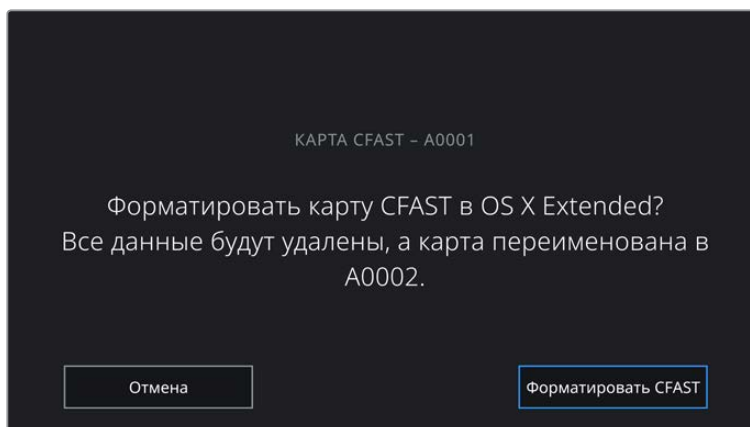 КАРТА CFAST – A0001
Форматировать карту CFAST в OS X Extended?
Все данные будут удалены, а карта переименована в
A0002.
Отмена
Форматировать CFAST